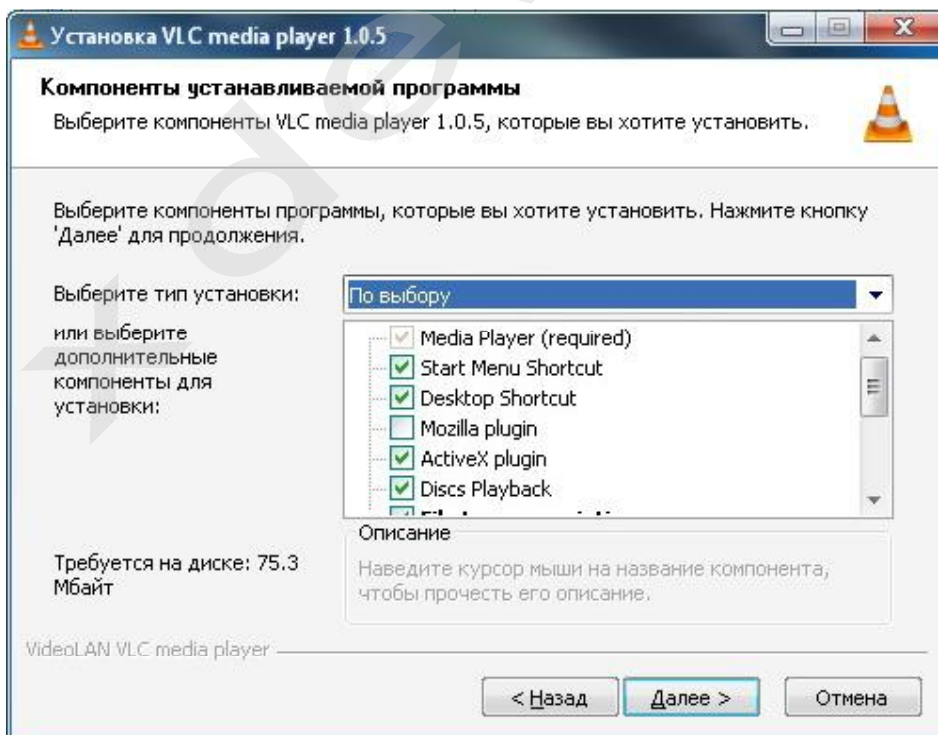 Установка VLC media player 1.0.5
Компоненты устанавливаемой программы
Выберите компоненты VLC media player 1.0.5, которые вы хотите установить.
Выберите компоненты программы, которые вы хотите установить. Нажмите кнопку
'Далее' для продолжения.
Выберите тип установки:
По выбору
или выберите
дополнительные
компоненты для
установки:
Media Player (required)
Start Menu Shortcut
Desktop Shortcut
Mozilla plugin
ActiveX plugin
Discs Playback
Требуется на диске: 75.3
Мбайт
Описание
Наведите курсор мыши на название компонента,
чтобы прочесть его описание.
VideoLAN VLC media player
< Назад
Далее >
Отмена